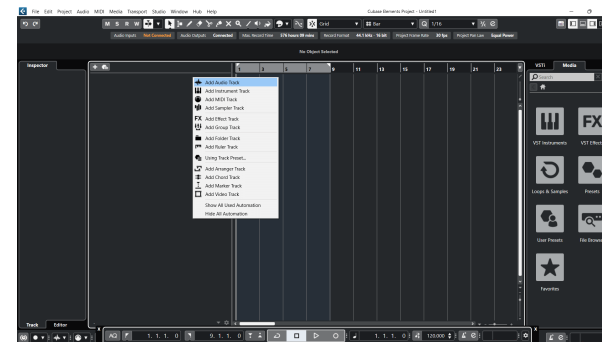 File Edit Project Audio MIDI Media Transport Studio Window Hub Help
Cubase Elements Project - Untitled1
M S R W Grid Bar Q 1/16
Audio Inputs Not Connected Audio Outputs Connected Max. Record Time 576 hours 00 mins Record Format 44.1 kHz - 16 bit Project Frame Rate 30 fps Project Pan Law Equal Power
No Object Selected
Inspector
1 3 5 7 9 11 13 15 17 19 21 23
VSTi Media
Search
Add Audio Track
Add Instrument Track
Add MIDI Track
Add Sampler Track
FX Add Effect Track
Add Group Track
Add Folder Track
Add Ruler Track
Using Track Preset...
Add Arranger Track
Add Chord Track
Add Marker Track
Add Video Track
Show All Used Automation
Hide All Automation
FX
VST Instruments VST Effects
Loops & Samples Presets
User Presets File Browser
Favorites
Track Editor
AQ 1. 1. 1. 0 9. 1. 1. 0 1. 1. 1. 0 120.000